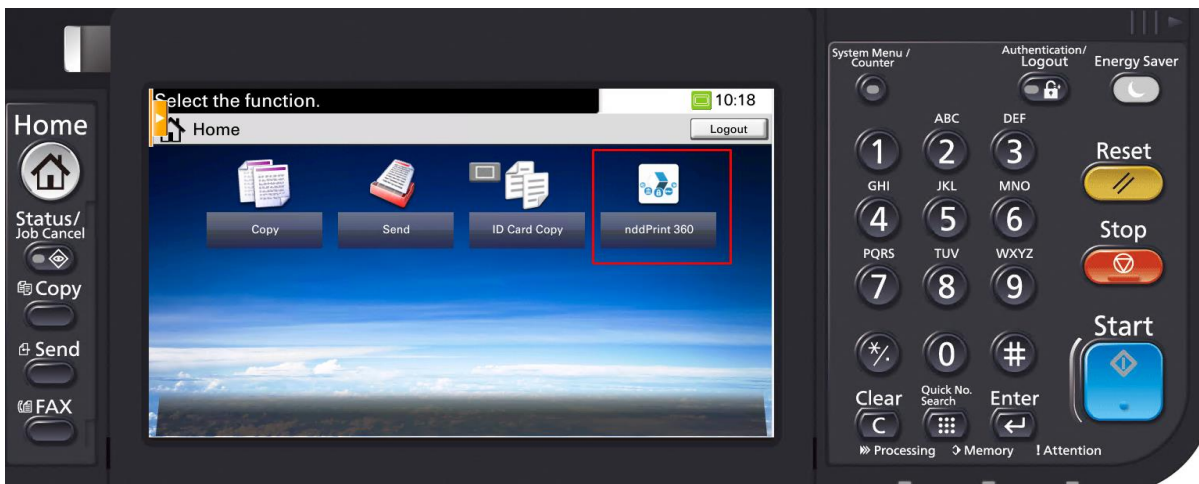 Home
Status/
Job Cancel
Copy
Send
FAX
Select the function.
10:18
Home
Logout
Copy
Send
ID Card Copy
nddPrint 360
System Menu /
Counter
Authentication/
Logout
Energy Saver
ABC
DEF
1
2
3
Reset
GHI
JKL
MNO
4
5
6
Stop
PQRS
TUV
WXYZ
7
8
9
*/.
0
#
Start
Clear
Quick No.
Search
Enter
C
Processing
Memory
! Attention